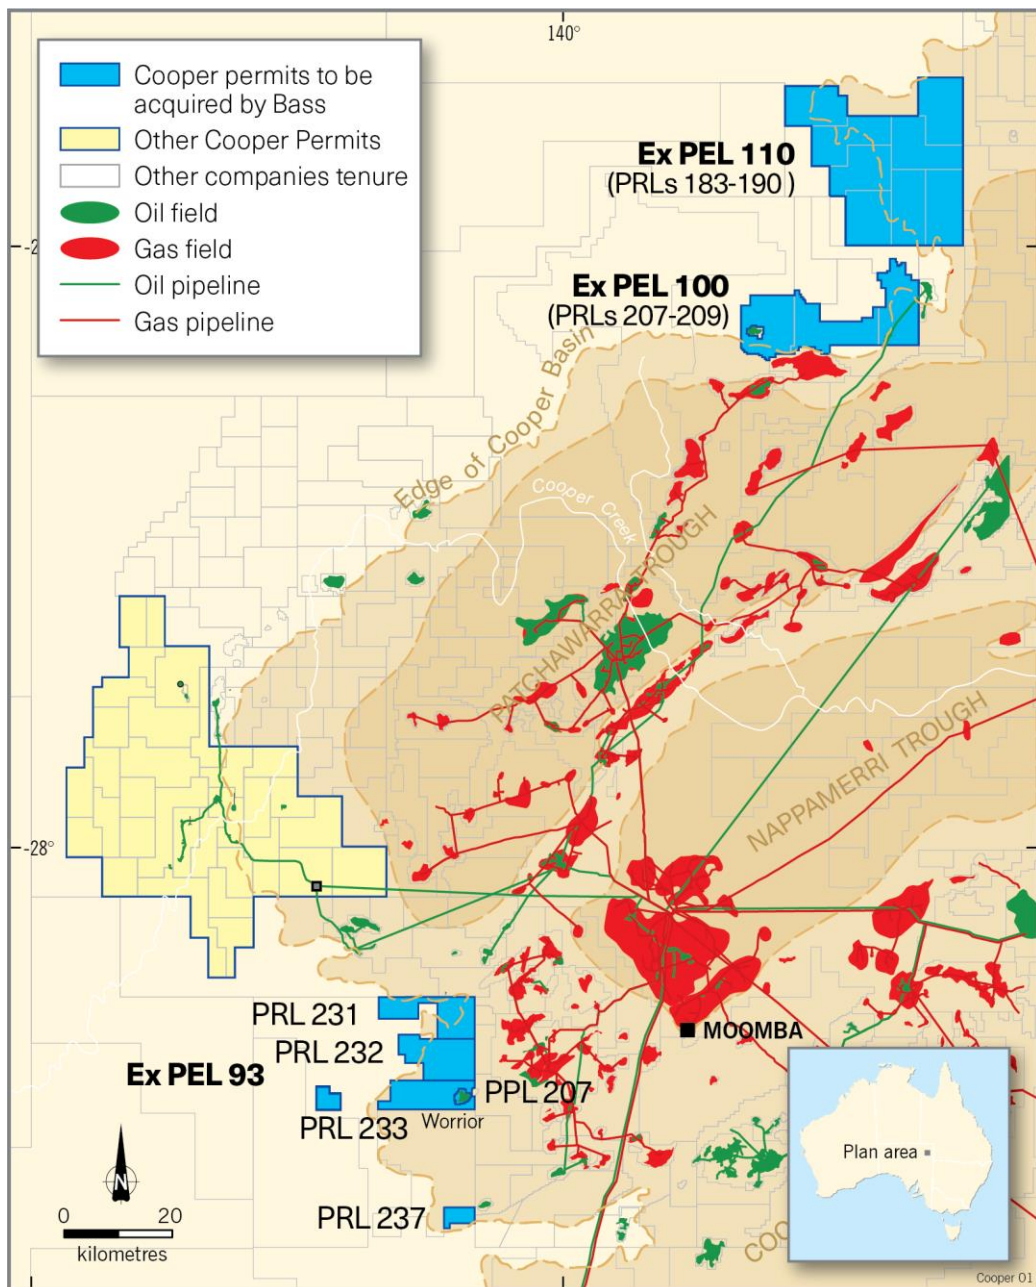 140°
Cooper permits to be
acquired by Bass
Other Cooper Permits
Other companies tenure
Oil field
Gas field
Oil pipeline
Gas pipeline
Ex PEL 110
(PRLs 183-190 )
Ex PEL 100
(PRLs 207-209)
Edge of Cooper Basin
Cooper Creek
PATCHAWARRA TROUGH
NAPPAMERRI TROUGH
-28°
PRL 231
MOOMBA
PRL 232
Ex PEL 93
PPL 207
PRL 233
Worrior
Plan area
N
PRL 237
0 20
kilometres
Cooper 01